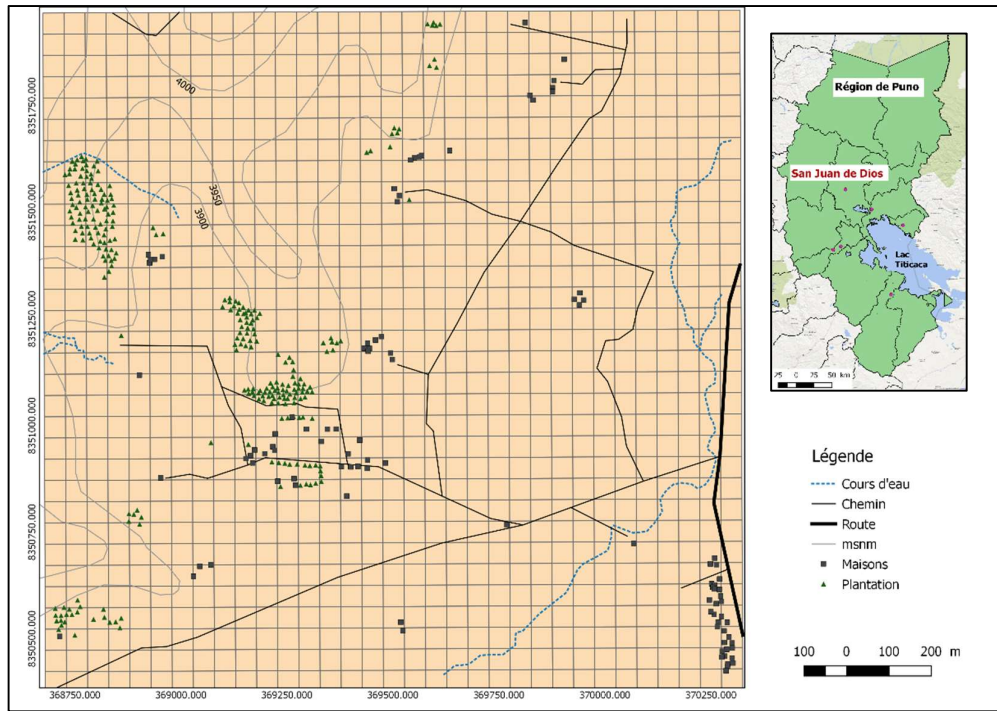 4000
3950
3900
8351750.000
8351500.000
8351250.000
8351000.000
8350750.000
8350500.000
368750.000
369000.000
369250.000
369500.000
369750.000
370000.000
370250.000
Région de Puno
San Juan de Dios
Lac
Titicaca
25 0 25 50 km
Légende
Cours d'eau
Chemin
Route
msnm
Maisons
Plantation
100 0 100 200 m